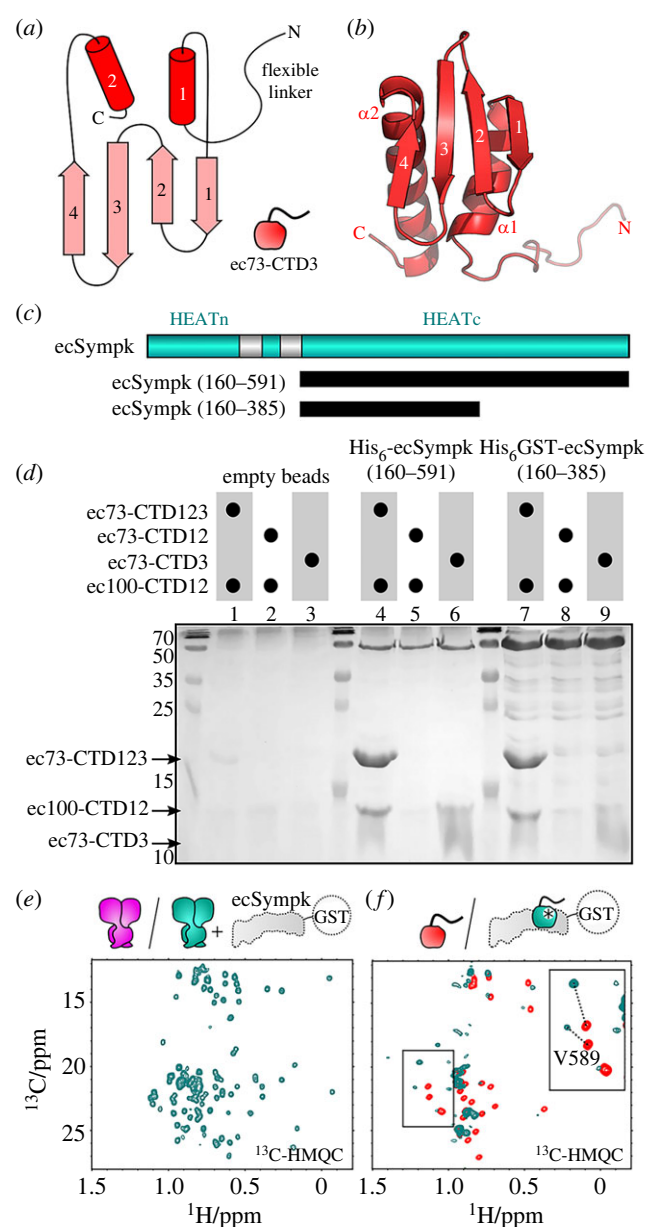 (a)
N
flexible
linker
2
1
C
4
3
2
1
ec73-CTD3
(b)
α2
1
2
3
4
C
α1
N
(c)
HEATn HEATc
ecSympk
ecSympk (160–591)
ecSympk (160–385)
(d)
empty beads
His6-ecSympk
(160–591)
His6GST-ecSympk
(160–385)
ec73-CTD123
ec73-CTD12
ec73-CTD3
ec100-CTD12
1 2 3 4 5 6 7 8 9
70
50
35
25
ec73-CTD123
15
ec100-CTD12
ec73-CTD3
10
(e)
/ + ecSympk GST
(f)
/ * GST
15
20
25
13C/ppm
13C-HMQC
1.5 1.0 0.5 0
1H/ppm
V589
13C-HMQC
1.5 1.0 0.5 0
1H/ppm